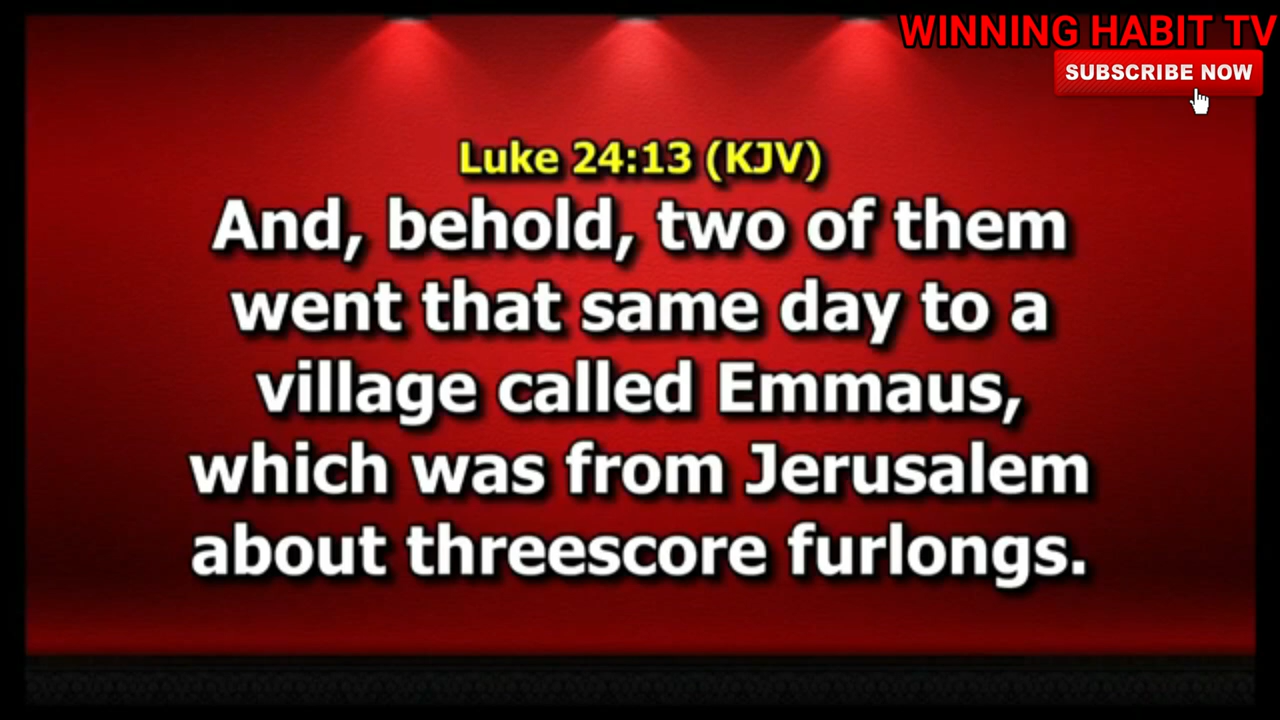 WINNING HABIT TV
SUBSCRIBE NOW
Luke 24:13 (KJV)
And, behold, two of them
went that same day to a
village called Emmaus,
which was from Jerusalem
about threescore furlongs.